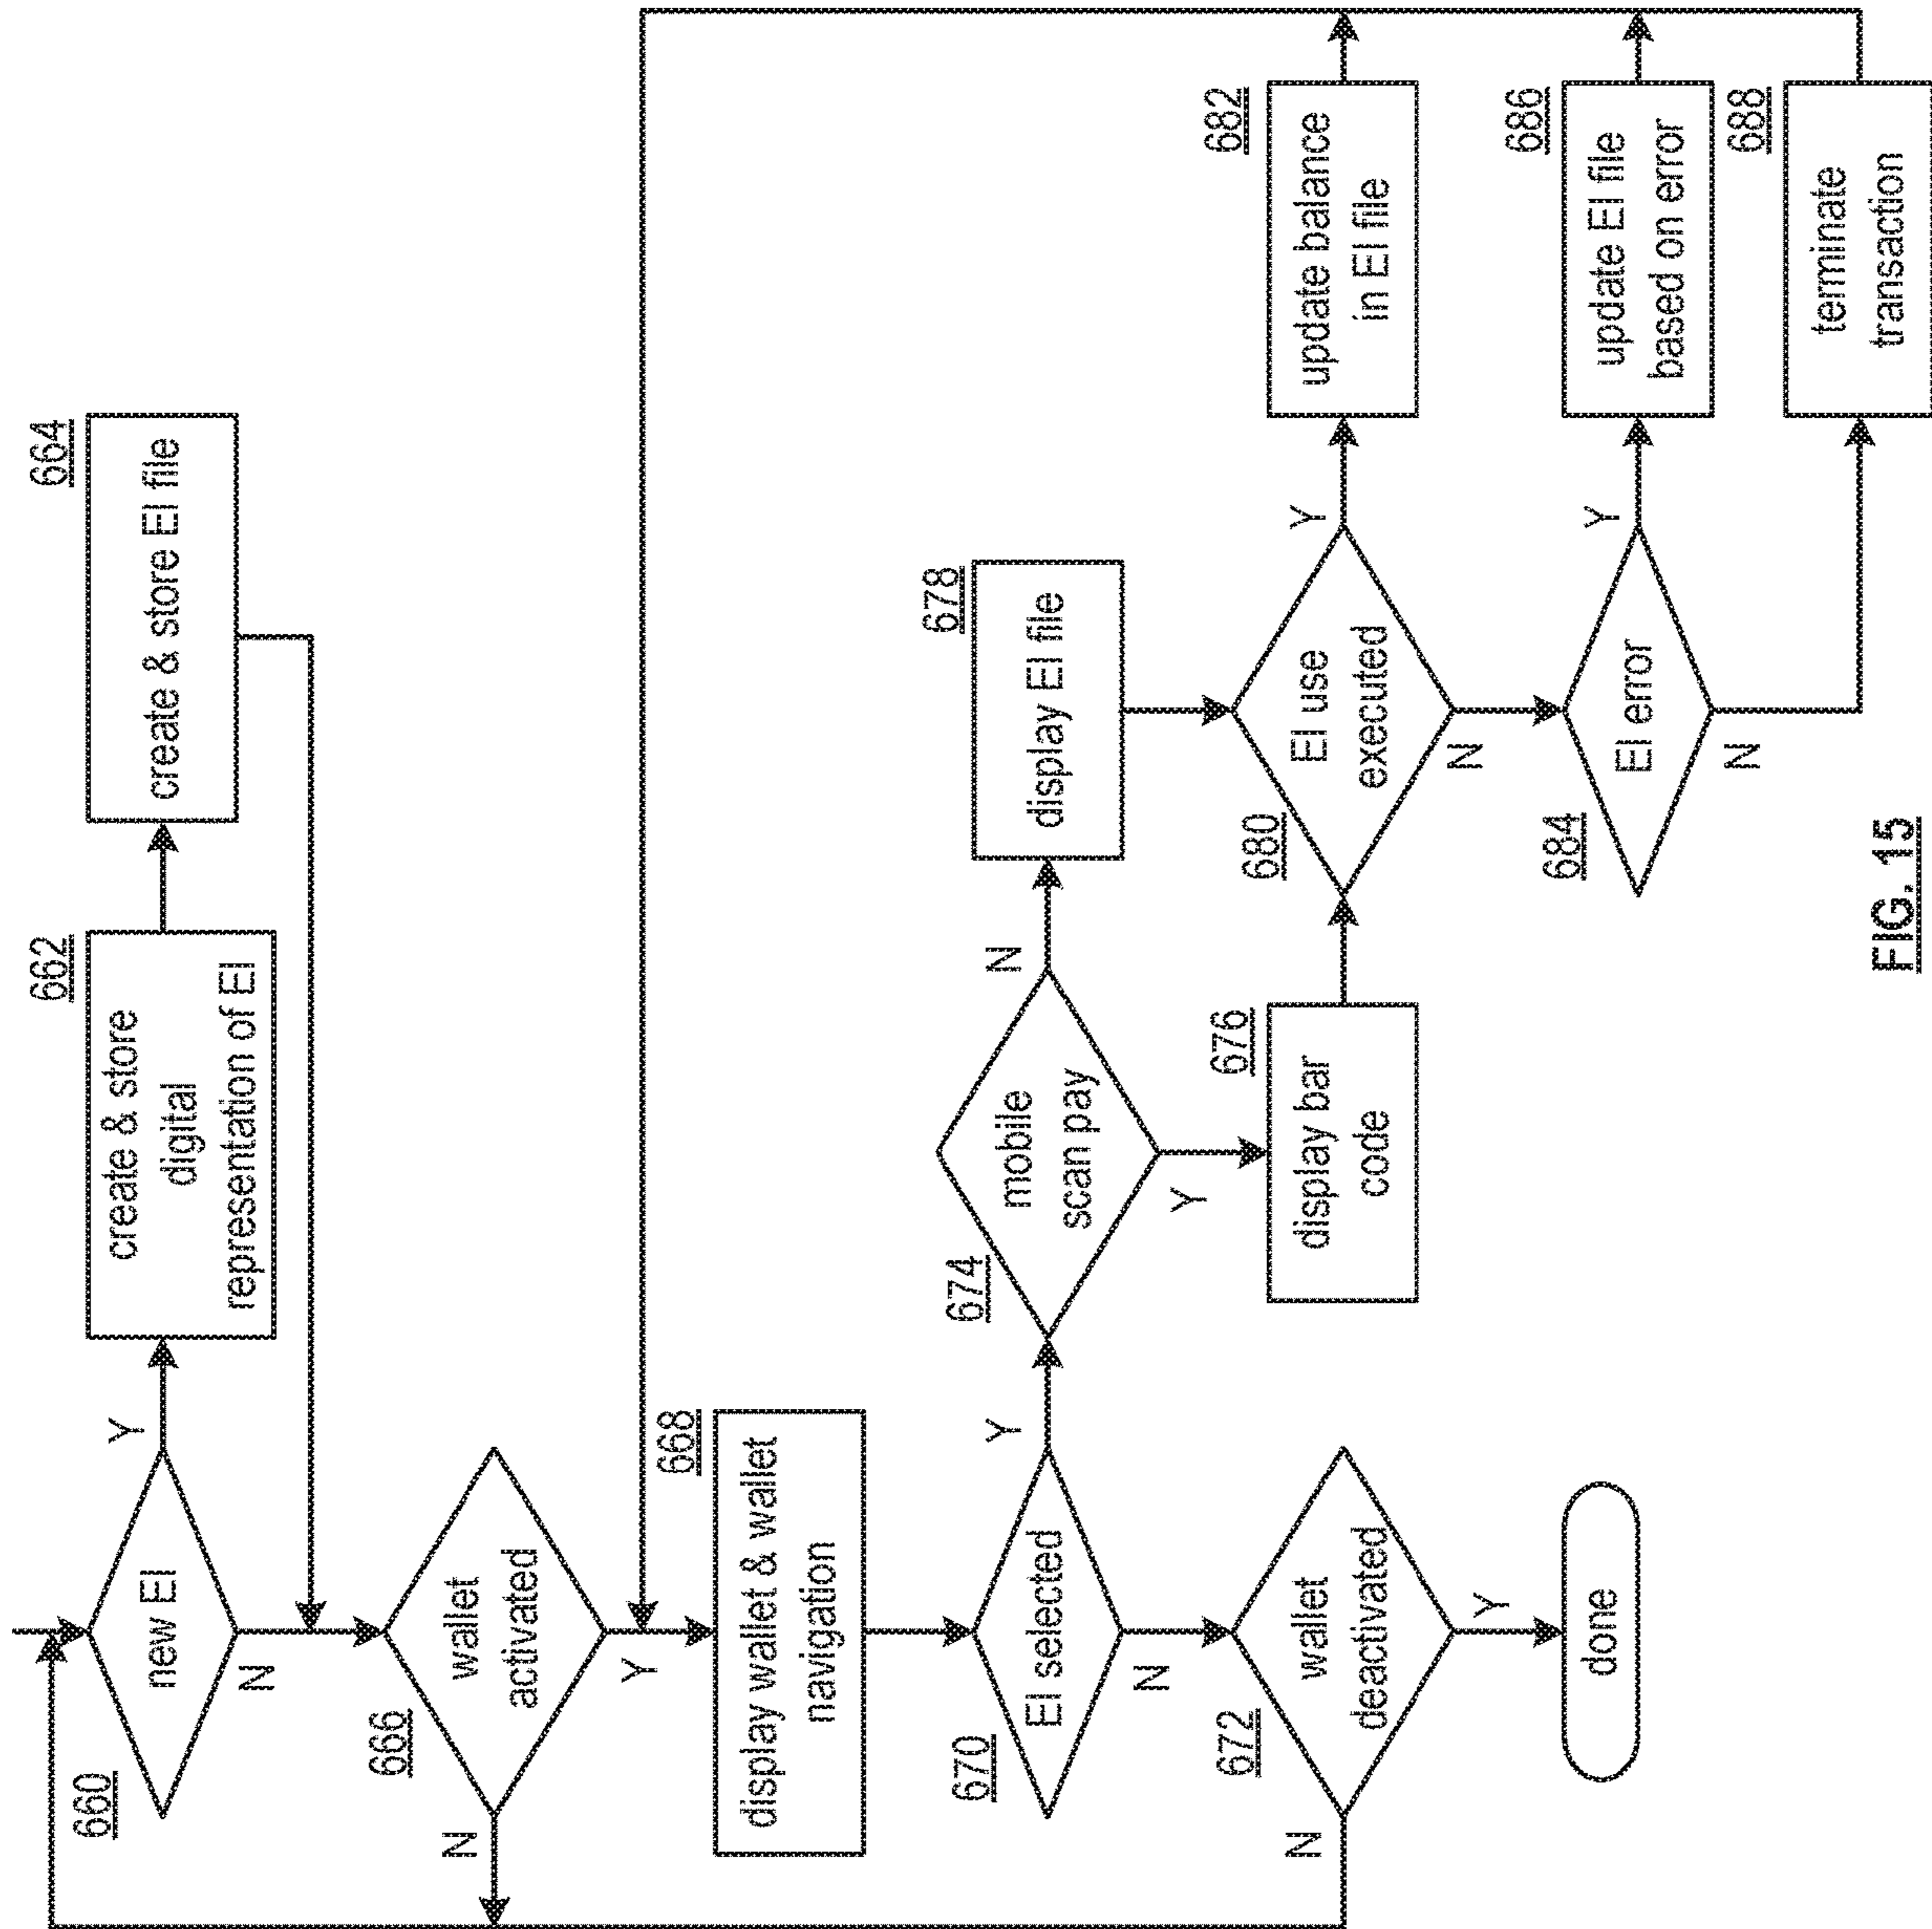 660
new EI
Y
N
662
create & store
digital
representation of EI
664
create & store EI file
666
wallet
activated
N
Y
668
display wallet & wallet
navigation
670
EI selected
Y
N
672
wallet
deactivated
N
Y
done
674
mobile
scan pay
N
Y
676
display bar
code
678
display EI file
680
EI use
executed
Y
N
682
update balance
in EI file
684
EI error
Y
N
686
update EI file
based on error
688
terminate
transaction
FIG. 15